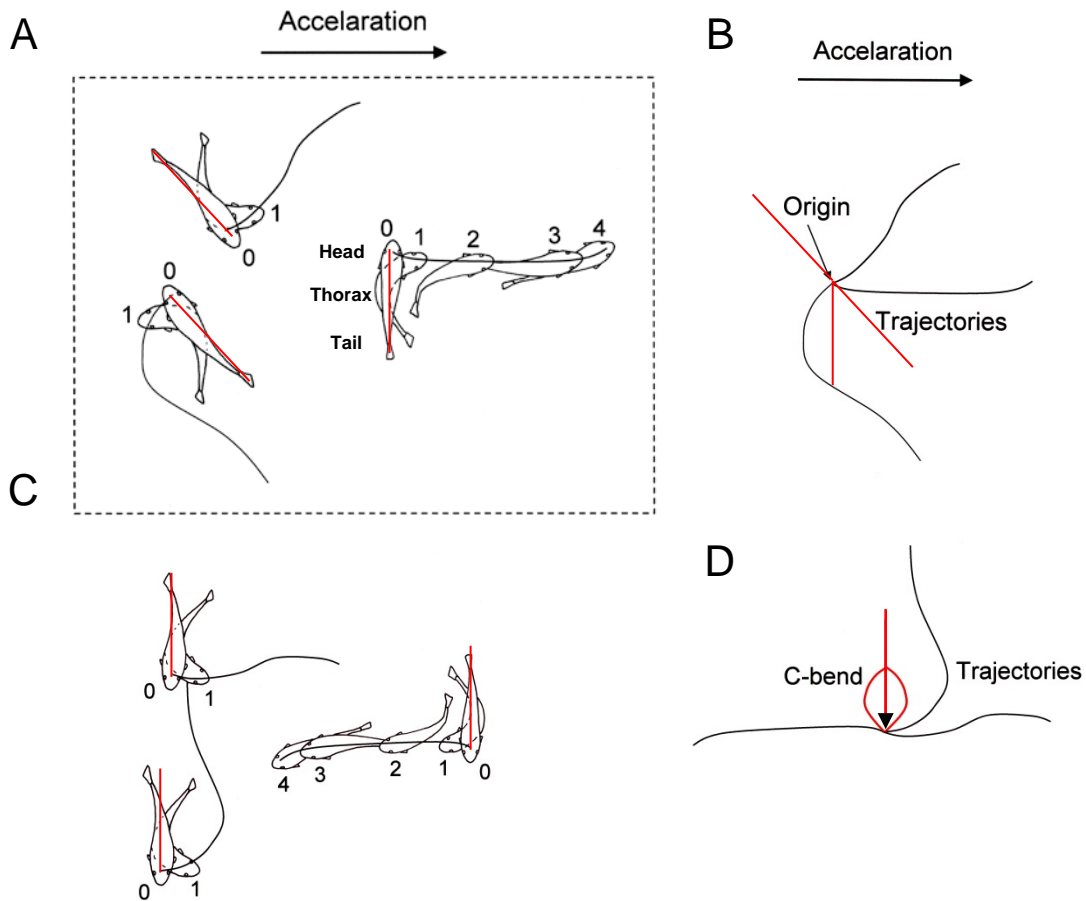 A
Accelaration
1
0
0
1
Head
Thorax
Tail
0
1
2
3
4
B
Accelaration
Origin
Trajectories
C
0
1
0
1
4
3
2
1
0
D
C-bend
Trajectories